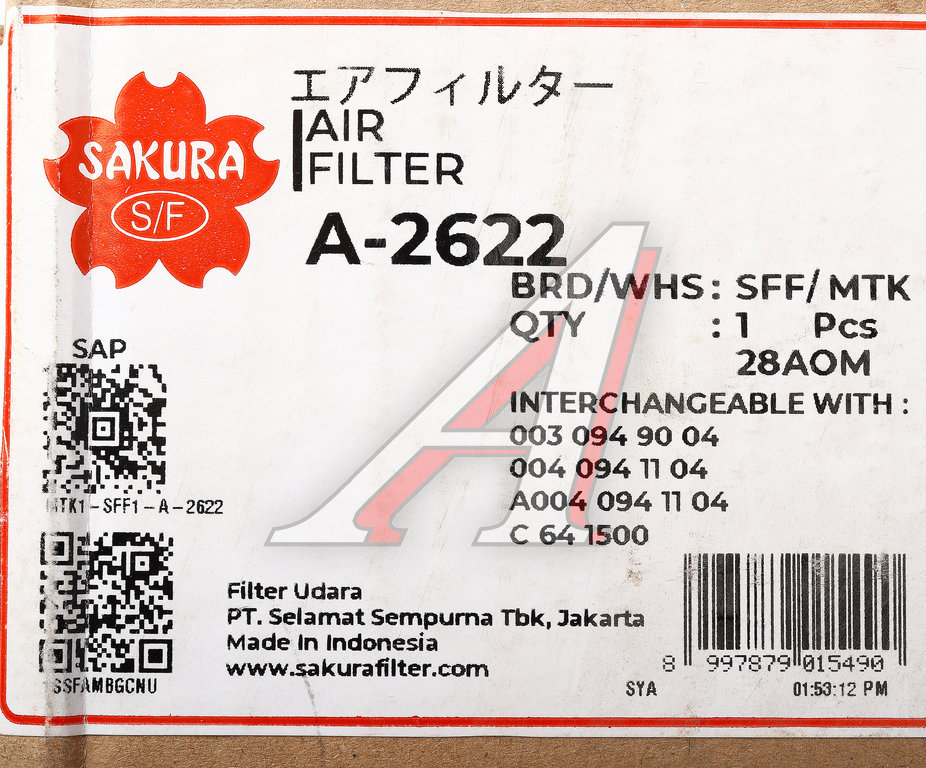 SAKURA
S/F
エアフィルター
AIR
FILTER
A-2622
BRD/WHS : SFF/ MTK
QTY : 1 Pcs
28AOM
INTERCHANGEABLE WITH :
003 094 90 04
004 094 11 04
A004 094 11 04
C 64 1500
SAP
MTK1-SFF1-A-2622
SSFAMBGCNU
Filter Udara
PT. Selamat Sempurna Tbk, Jakarta
Made In Indonesia
www.sakurafilter.com
8 997879 015490
SYA 01:53:12 PM